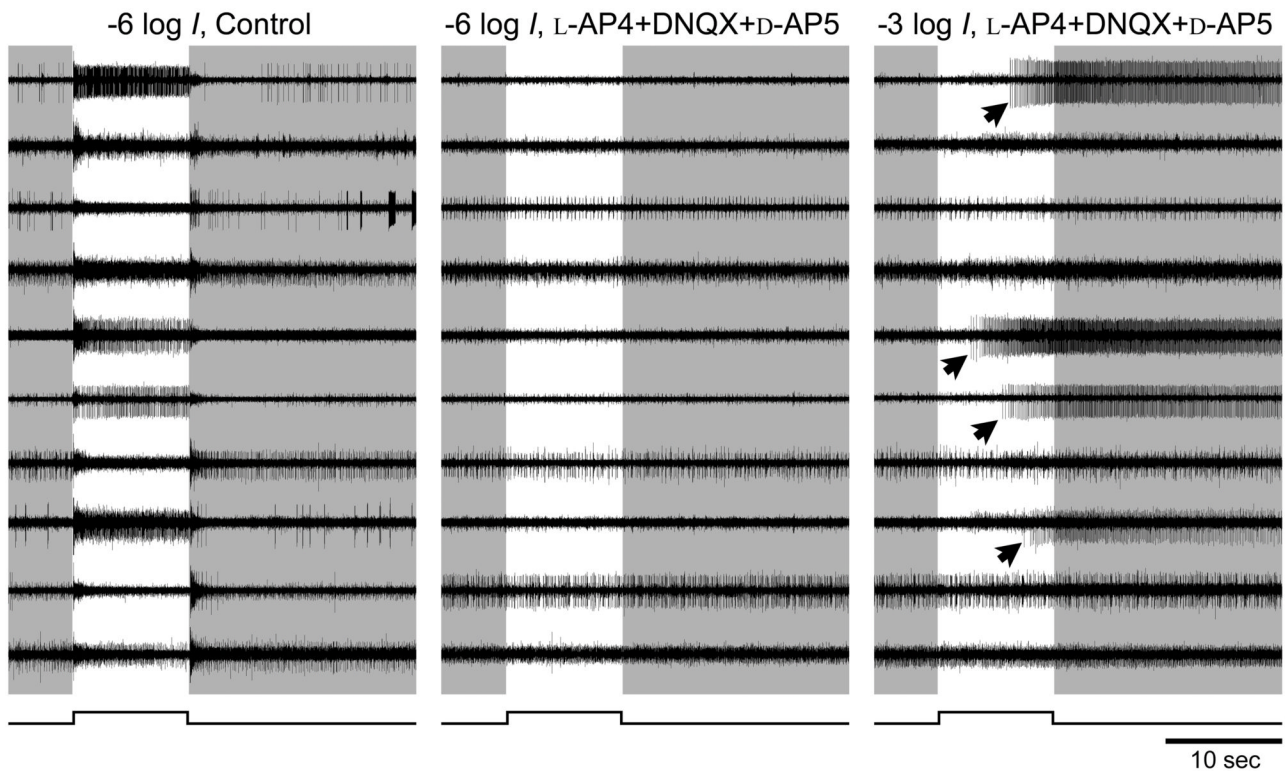 -6 log I, Control
-6 log I, L-AP4+DNQX+D-AP5
-3 log I, L-AP4+DNQX+D-AP5
10 sec